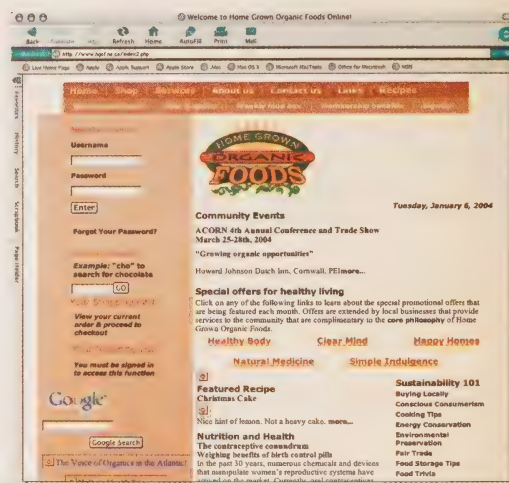 Welcome to Home Grown Organic Foods Online!
Back Refresh Home AutoFill Print Mail
Live Home Page Apple Apple Support Apple Store .Mac Mac OS X Microsoft MacTopia Office for Macintosh MSN
Favorites
History
Search
Scrapbook
Page Holder
Home Shop Services About us Contact us Links Recipes
Weekly food box Membership benefits
Username
Password
Enter
Forgot Your Password?
Example: "cho" to
search for chocolate
GO
View your current
order & proceed to
checkout
You must be signed in
to access this function
Google
Google Search
The Voice of Organics in the Atlantic!
HOME GROWN
ORGANIC
FOODS
Tuesday, January 6, 2004
Community Events
ACORN 4th Annual Conference and Trade Show
March 25-28th, 2004
"Growing organic opportunities"
Howard Johnson Dutch Inn, Cornwall, PEImore...
Special offers for healthy living
Click on any of the following links to learn about the special promotional offers that
are being featured each month. Offers are extended by local businesses that provide
services to the community that are complimentary to the core philosophy of Home
Grown Organic Foods.
Healthy Body Clear Mind Happy Homes
Natural Medicine Simple Indulgence
Featured Recipe
Christmas Cake
Nice hint of lemon. Not a heavy cake. more...
Nutrition and Health
The contraceptive conundrum
Weighing benefits of birth control pills
In the past 30 years, numerous chemicals and devices
that manipulate women's reproductive systems have
around on the market. Currently, oral contraceptives
Sustainability 101
Buying Locally
Conscious Consumerism
Cooking Tips
Energy Conservation
Environmental
Preservation
Fair Trade
Food Storage Tips
Food Trivia